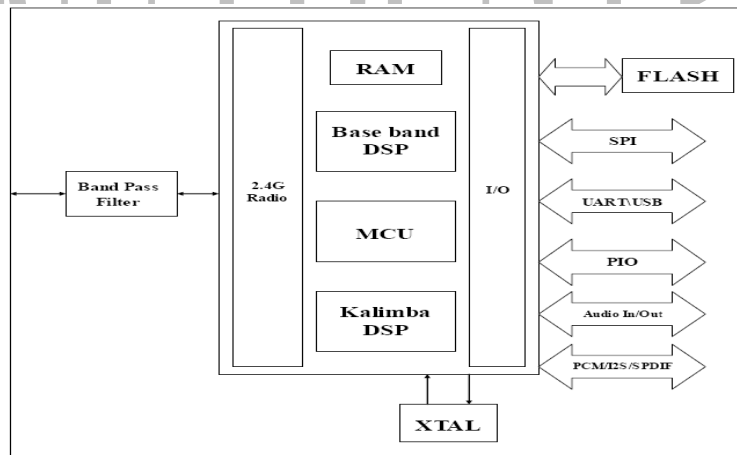 RAM
FLASH
Base band
DSP
SPI
Band Pass
Filter
2.4G
Radio
I/O
UART\USB
MCU
PIO
Kalimba
DSP
Audio In/Out
PCM/I2S/SPDIF
XTAL